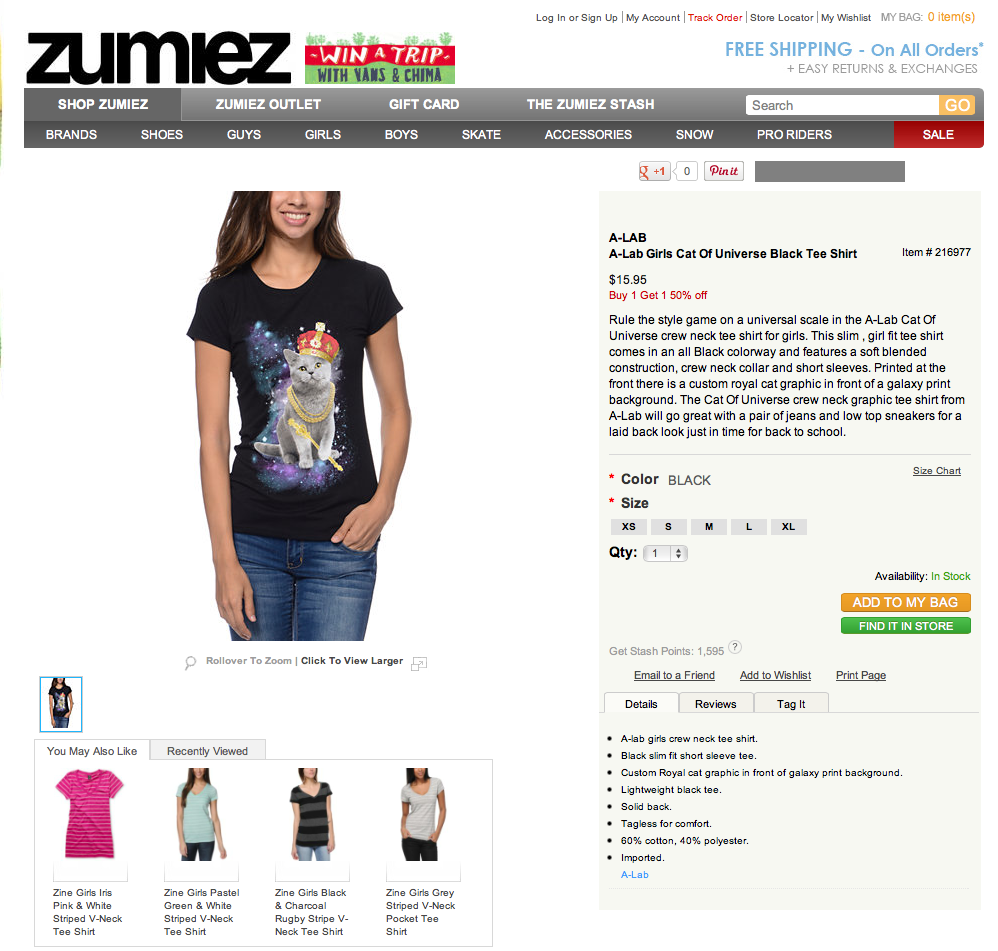 Log In or Sign Up | My Account | Track Order | Store Locator | My Wishlist MY BAG: 0 item(s)
zumiez
WIN A TRIP
WITH VANS & CHIMA
FREE SHIPPING - On All Orders*
+ EASY RETURNS & EXCHANGES
SHOP ZUMIEZ ZUMIEZ OUTLET GIFT CARD THE ZUMIEZ STASH Search GO
BRANDS SHOES GUYS GIRLS BOYS SKATE ACCESSORIES SNOW PRO RIDERS SALE
g +1 0 Pin it
A-LAB
A-Lab Girls Cat Of Universe Black Tee Shirt Item # 216977
$15.95
Buy 1 Get 1 50% off
Rule the style game on a universal scale in the A-Lab Cat Of
Universe crew neck tee shirt for girls. This slim , girl fit tee shirt
comes in an all Black colorway and features a soft blended
construction, crew neck collar and short sleeves. Printed at the
front there is a custom royal cat graphic in front of a galaxy print
background. The Cat Of Universe crew neck graphic tee shirt from
A-Lab will go great with a pair of jeans and low top sneakers for a
laid back look just in time for back to school.
Size Chart
* Color BLACK
* Size
XS S M L XL
Qty: 1
Availability: In Stock
ADD TO MY BAG
FIND IT IN STORE
Get Stash Points: 1,595 ?
Email to a Friend Add to Wishlist Print Page
Details Reviews Tag It
A-lab girls crew neck tee shirt.
Black slim fit short sleeve tee.
Custom Royal cat graphic in front of galaxy print background.
Lightweight black tee.
Solid back.
Tagless for comfort.
60% cotton, 40% polyester.
Imported.
A-Lab
Rollover To Zoom | Click To View Larger
You May Also Like Recently Viewed
Zine Girls Iris
Pink & White
Striped V-Neck
Tee Shirt
Zine Girls Pastel
Green & White
Striped V-Neck
Tee Shirt
Zine Girls Black
& Charcoal
Rugby Stripe V-
Neck Tee Shirt
Zine Girls Grey
Striped V-Neck
Pocket Tee
Shirt